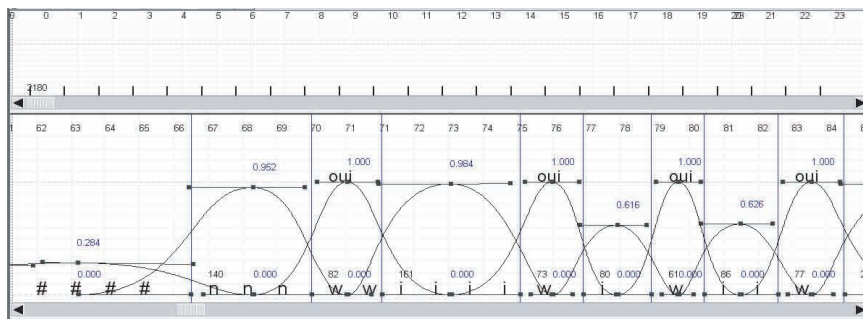 0 0 1 2 3 4 5 6 7 8 9 10 11 12 13 14 15 16 17 18 19 20 21 22 23
2180
62 63 64 65 66 67 68 69 70 71 71 72 73 74 75 76 77 78 79 80 81 82 83 84
0.952 1.000 0.984 1.000 1.000 1.000
oui oui oui oui
0.616 0.626
0.284
0.000 140 0.000 82 0.000 161 0.000 73 0.000 80 0.000 61 0.000 86 0.000 77 0.000
# # # # n n n w w i i i i w i w i i w